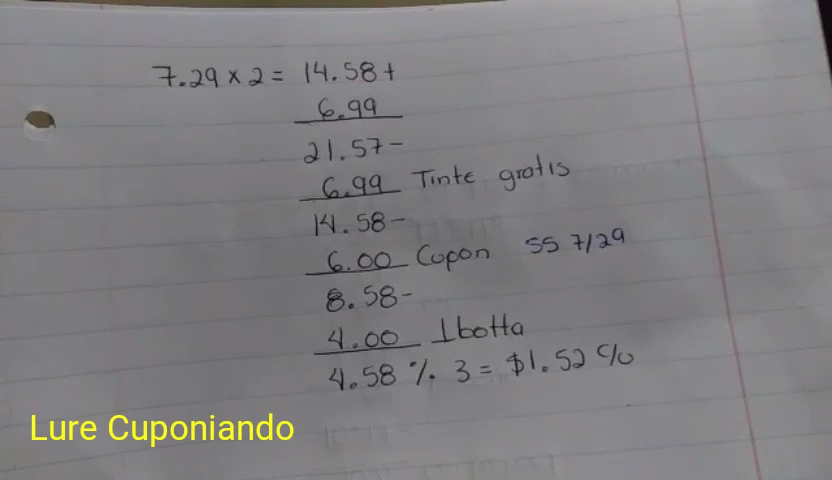 7.29 x 2 = 14.58 +
6.99
21.57 -
6.99 Tinte gratis
14.58 -
6.00 Cupon SS 7/29
8.58 -
4.00 Ibotta
4.58 % 3 = $1.52 c/o
Lure Cuponiando